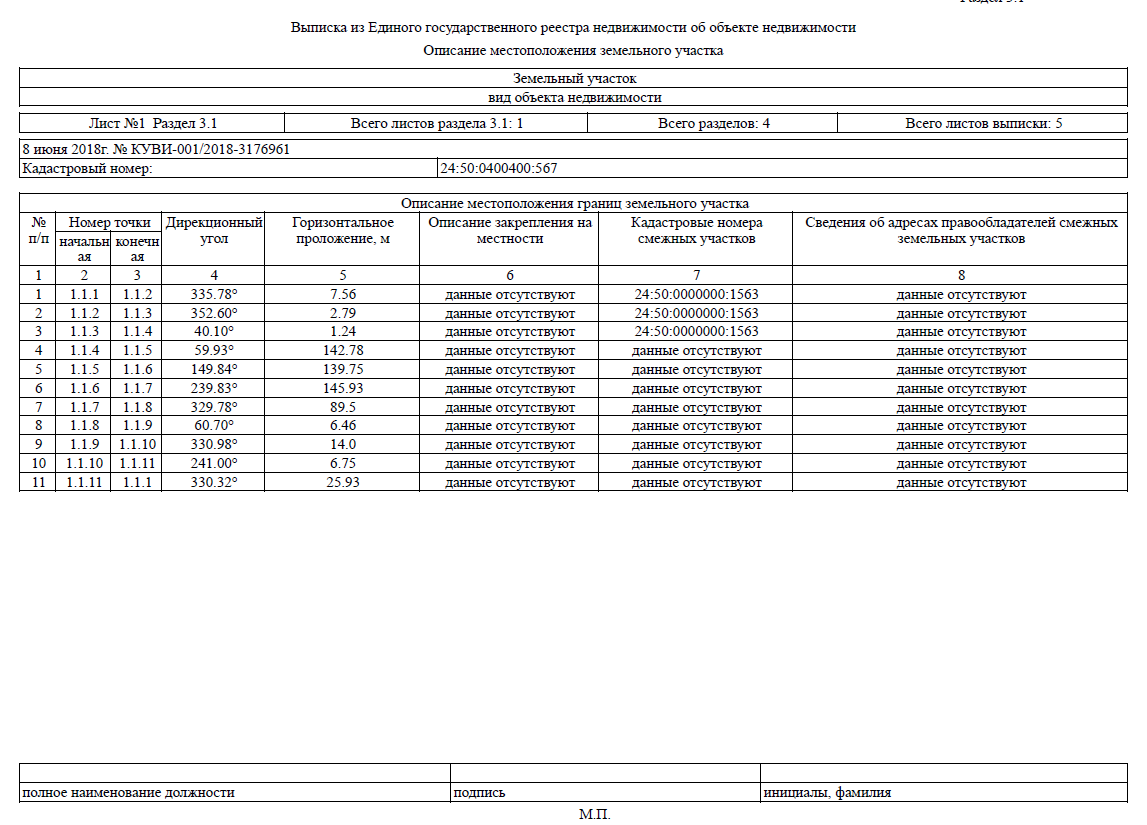 Раздел 3.1
Выписка из Единого государственного реестра недвижимости об объекте недвижимости
Описание местоположения земельного участка
Земельный участок
вид объекта недвижимости
Лист №1 Раздел 3.1 Всего листов раздела 3.1: 1 Всего разделов: 4 Всего листов выписки: 5
8 июня 2018г. № КУВИ-001/2018-3176961
Кадастровый номер: 24:50:0400400:567
Описание местоположения границ земельного участка
№ Номер точки Дирекционный Горизонтальное Описание закрепления на Кадастровые номера Сведения об адресах правообладателей смежных
п/п начальн конечн угол проложение, м местности смежных участков земельных участков
ая ая
1 2 3 4 5 6 7 8
1 1.1.1 1.1.2 335.78° 7.56 данные отсутствуют 24:50:0000000:1563 данные отсутствуют
2 1.1.2 1.1.3 352.60° 2.79 данные отсутствуют 24:50:0000000:1563 данные отсутствуют
3 1.1.3 1.1.4 40.10° 1.24 данные отсутствуют 24:50:0000000:1563 данные отсутствуют
4 1.1.4 1.1.5 59.93° 142.78 данные отсутствуют данные отсутствуют данные отсутствуют
5 1.1.5 1.1.6 149.84° 139.75 данные отсутствуют данные отсутствуют данные отсутствуют
6 1.1.6 1.1.7 239.83° 145.93 данные отсутствуют данные отсутствуют данные отсутствуют
7 1.1.7 1.1.8 329.78° 89.5 данные отсутствуют данные отсутствуют данные отсутствуют
8 1.1.8 1.1.9 60.70° 6.46 данные отсутствуют данные отсутствуют данные отсутствуют
9 1.1.9 1.1.10 330.98° 14.0 данные отсутствуют данные отсутствуют данные отсутствуют
10 1.1.10 1.1.11 241.00° 6.75 данные отсутствуют данные отсутствуют данные отсутствуют
11 1.1.11 1.1.1 330.32° 25.93 данные отсутствуют данные отсутствуют данные отсутствуют
полное наименование должности подпись инициалы, фамилия
М.П.